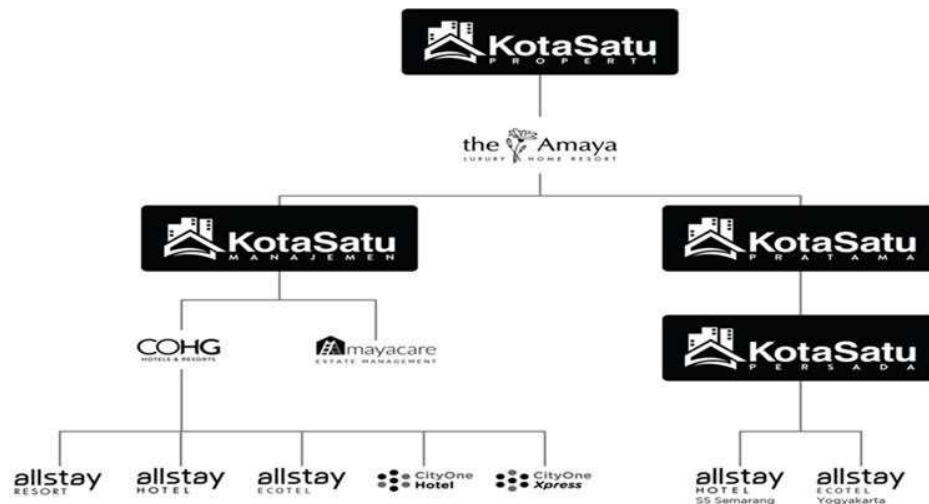 KotaSatu
PROPERTI
the Amaya
LUXURY HOME RESORT
KotaSatu
MANAJEMEN
KotaSatu
PRATAMA
COHG
HOTELS & RESORTS
Amayacare
ESTATE MANAGEMENT
KotaSatu
PERSADA
allstay
RESORT
allstay
HOTEL
allstay
ECOTEL
CityOne
Hotel
CityOne
Xpress
allstay
HOTEL
SS Semarang
allstay
ECOTEL
Yogyakarta